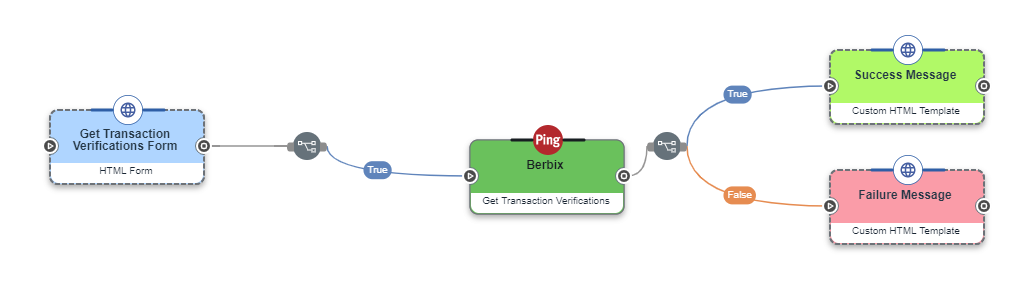 Get Transaction
Verifications Form
HTML Form
True
Ping
Berbix
Get Transaction Verifications
True
False
Success Message
Custom HTML Template
Failure Message
Custom HTML Template